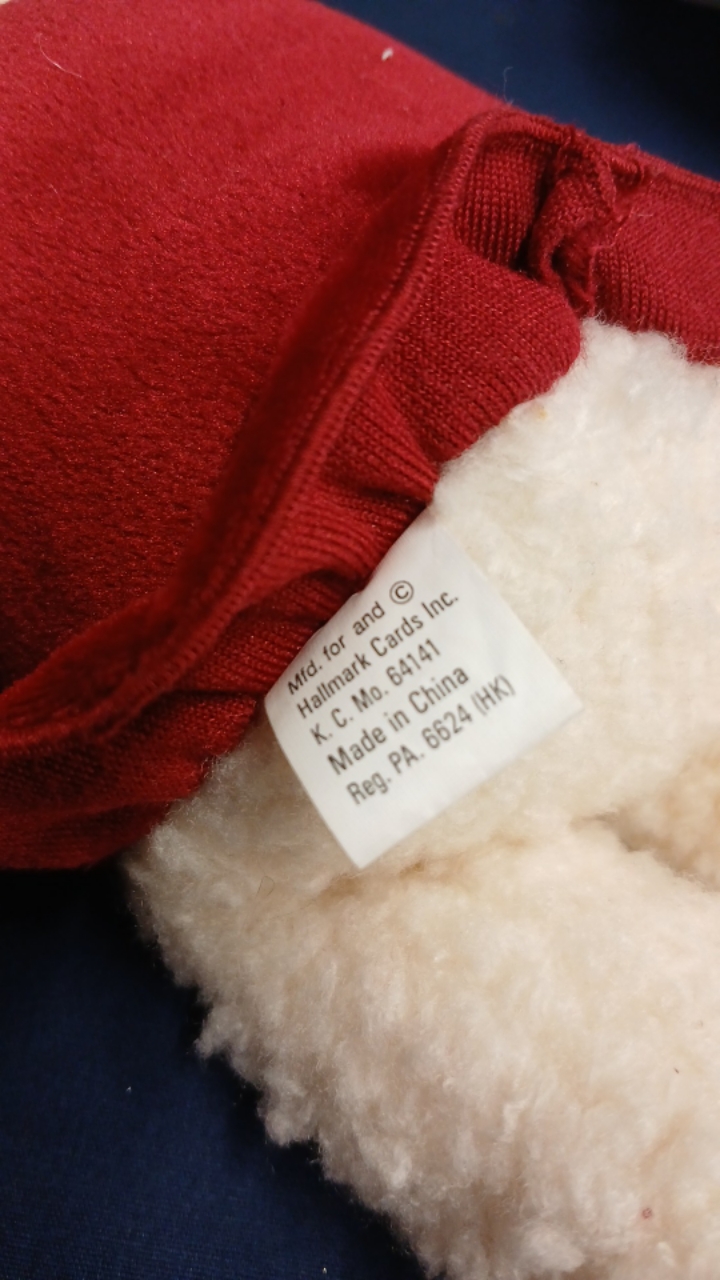 Mfd. for and ©
Hallmark Cards Inc.
K. C. Mo. 64141
Made in China
Reg. PA. 6624 (HK)